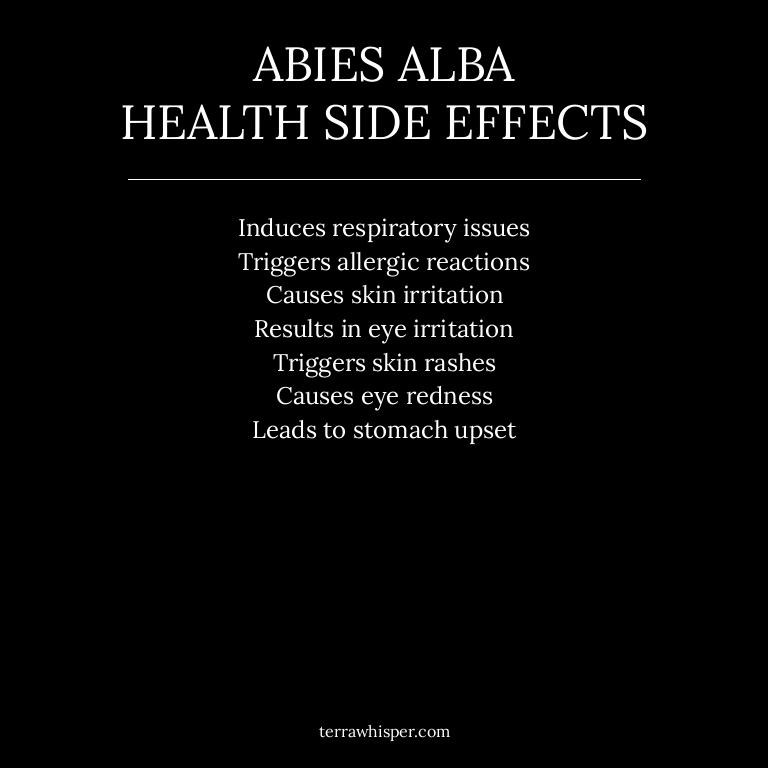 ABIES ALBA
HEALTH SIDE EFFECTS
Induces respiratory issues
Triggers allergic reactions
Causes skin irritation
Results in eye irritation
Triggers skin rashes
Causes eye redness
Leads to stomach upset
terrawhisper.com